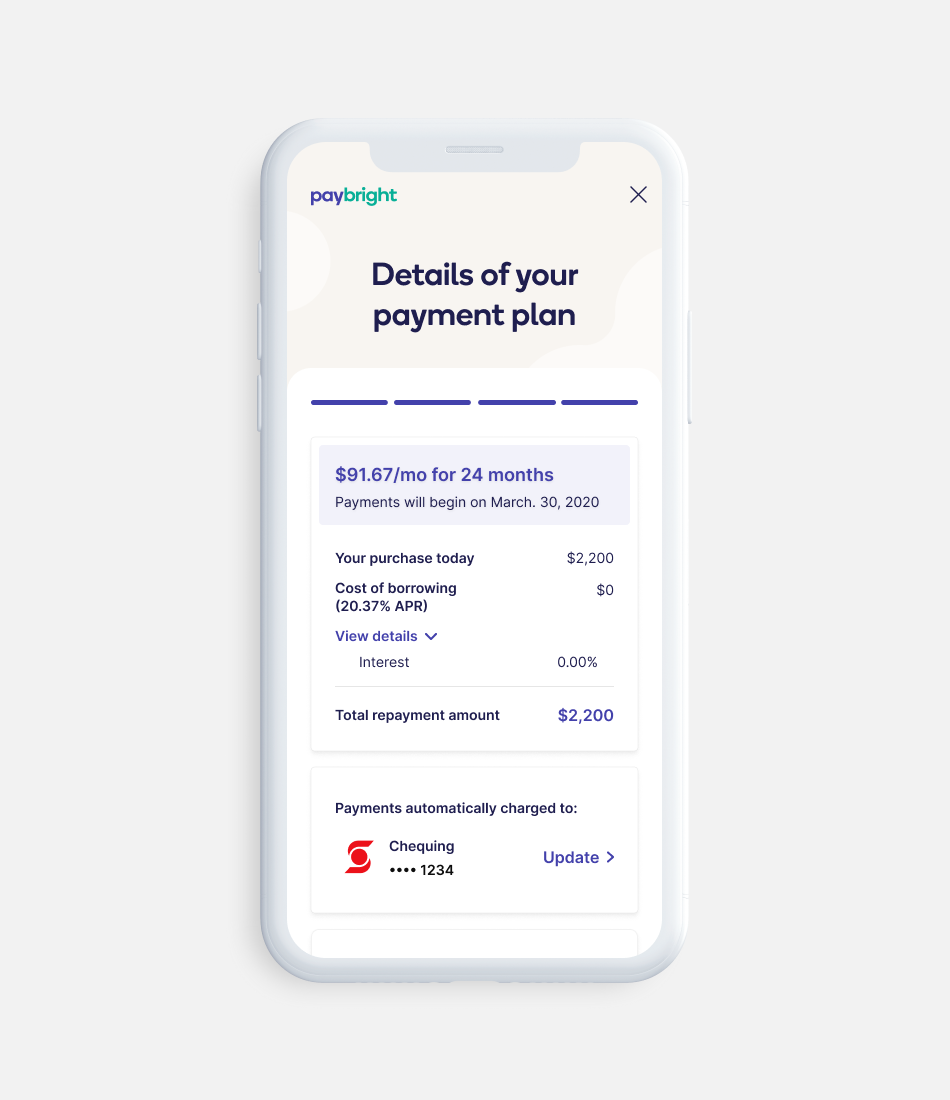 paybright
Details of your
payment plan
$91.67/mo for 24 months
Payments will begin on March. 30, 2020
Your purchase today $2,200
Cost of borrowing $0
(20.37% APR)
View details
Interest 0.00%
Total repayment amount $2,200
Payments automatically charged to:
Chequing
•••• 1234
Update